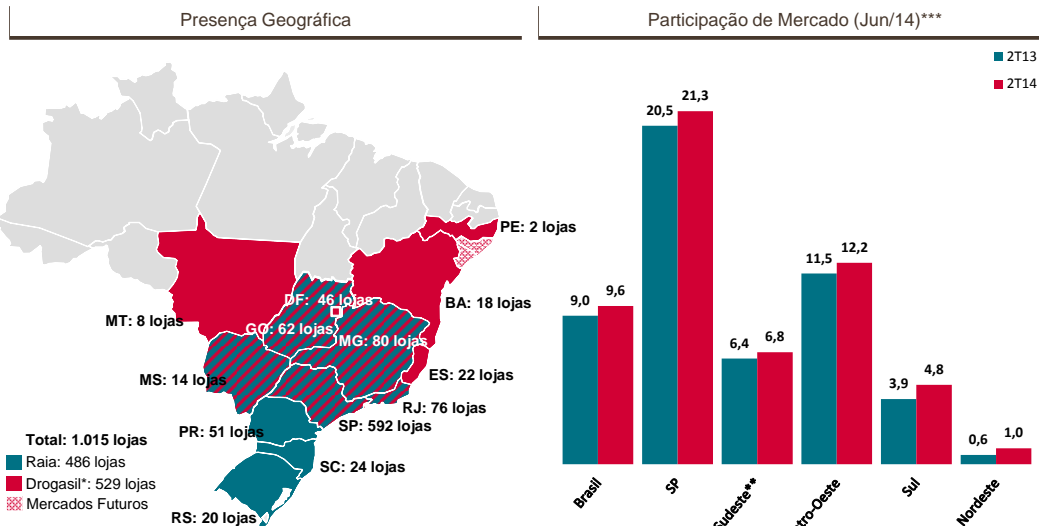 Presença Geográfica
Participação de Mercado (Jun/14)***
PE: 2 lojas
DF: 46 lojas
BA: 18 lojas
MT: 8 lojas
GO: 62 lojas
MG: 80 lojas
MS: 14 lojas
ES: 22 lojas
RJ: 76 lojas
PR: 51 lojas
SP: 592 lojas
Total: 1.015 lojas
Raia: 486 lojas
SC: 24 lojas
Drogasil*: 529 lojas
Mercados Futuros
RS: 20 lojas
2T13
2T14
9,0
9,6
20,5
21,3
6,4
6,8
11,5
12,2
3,9
4,8
0,6
1,0
Brasil
SP
Sudeste**
tro-Oeste
Sul
Nordeste